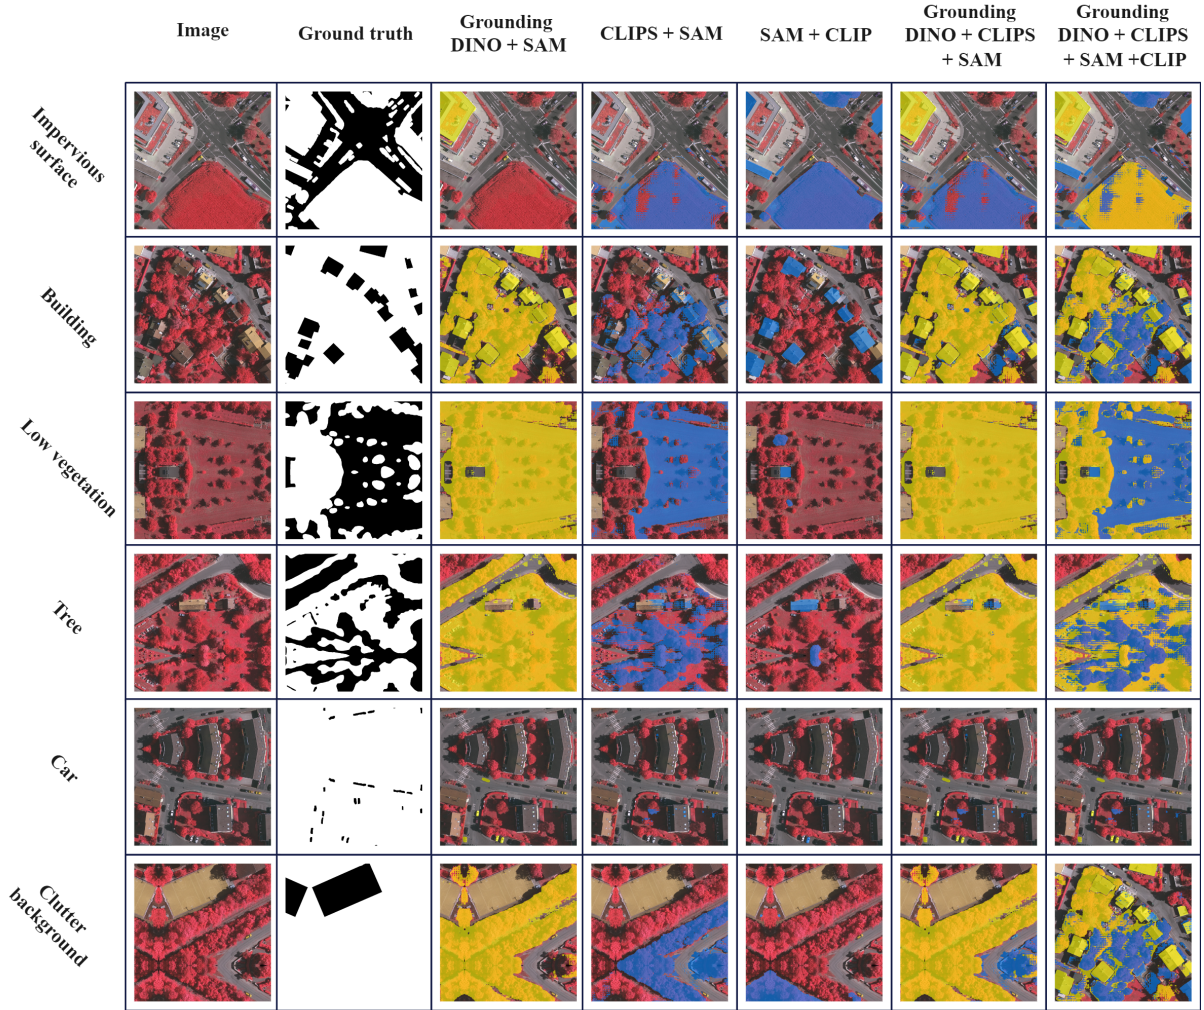 Image
Ground truth
Grounding
DINO + SAM
CLIPS + SAM
SAM + CLIP
Grounding
DINO + CLIPS
+ SAM
Grounding
DINO + CLIPS
+ SAM +CLIP
Impervious
surface
Building
Low vegetation
Tree
Car
Clutter
background